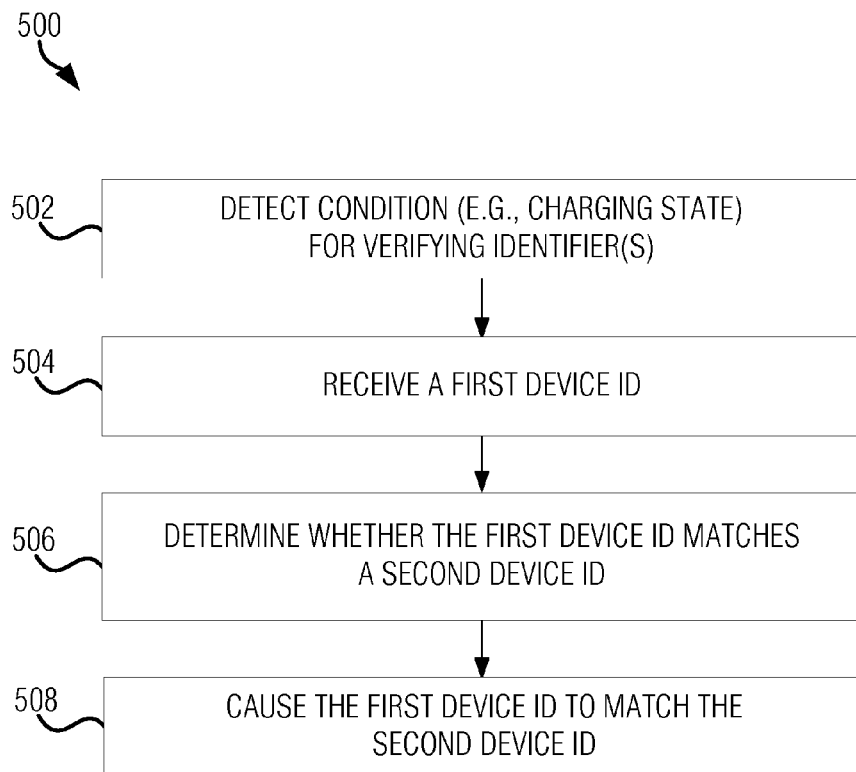 500
502
DETECT CONDITION (E.G., CHARGING STATE)
FOR VERIFYING IDENTIFIER(S)
504
RECEIVE A FIRST DEVICE ID
506
DETERMINE WHETHER THE FIRST DEVICE ID MATCHES
A SECOND DEVICE ID
508
CAUSE THE FIRST DEVICE ID TO MATCH THE
SECOND DEVICE ID